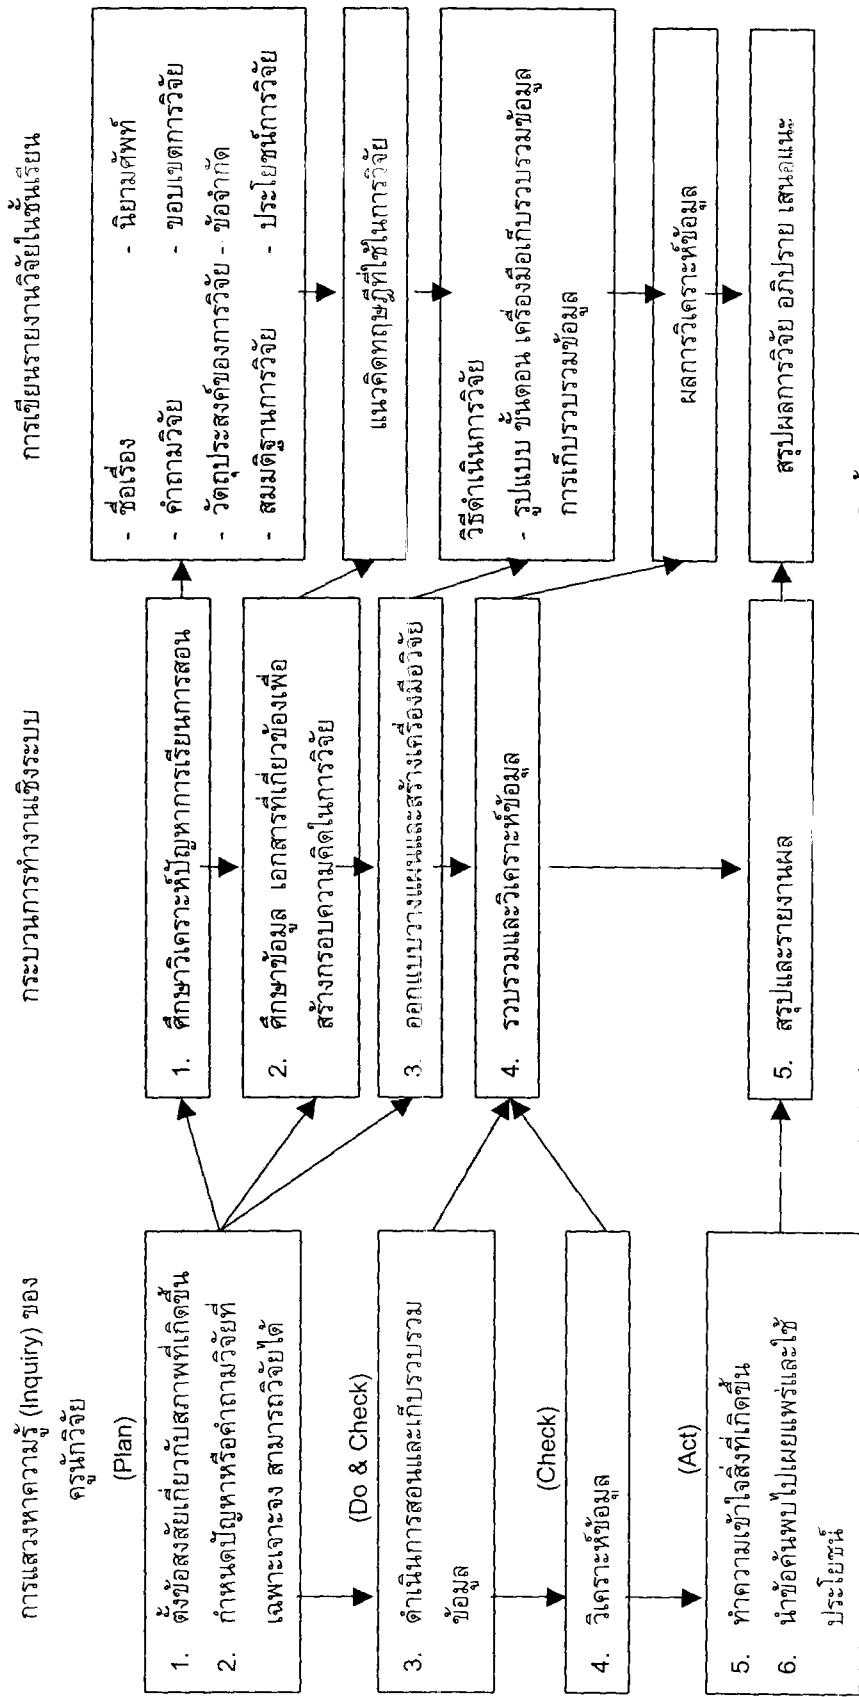 การแสวงหาความรู้ (Inquiry) ของ
ครูนักวิจัย
(Plan)
1. ตั้งข้อสงสัยเกี่ยวกับสภาพที่เกิดขึ้น
2. กำหนดปัญหาหรือคำถามวิจัยที่
เฉพาะเจาะจง สามารถวิจัยได้
(Do & Check)
3. ดำเนินการสอนและเก็บรวบรวม
ข้อมูล
(Check)
4. วิเคราะห์ข้อมูล
(Act)
5. ทำความเข้าใจสิ่งที่เกิดขึ้น
6. นำข้อค้นพบไปเผยแพร่และใช้
ประโยชน์
กระบวนการทำงานเชิงระบบ
1. ศึกษาวิเคราะห์ปัญหาการเรียนการสอน
2. ศึกษาข้อมูล เอกสารที่เกี่ยวข้องเพื่อ
สร้างกรอบความคิดในการวิจัย
3. ออกแบบวางแผนและสร้างเครื่องมือวิจัย
4. รวบรวมและวิเคราะห์ข้อมูล
5. สรุปและรายงานผล
การเขียนรายงานวิจัยในชั้นเรียน
- ชื่อเรื่อง - นิยามศัพท์
- คำถามวิจัย - ขอบเขตการวิจัย
- วัตถุประสงค์ของการวิจัย - ข้อจำกัด
- สมมติฐานการวิจัย - ประโยชน์การวิจัย
แนวคิดทฤษฎีที่ใช้ในการวิจัย
วิธีดำเนินการวิจัย
- รูปแบบ ขั้นตอน เครื่องมือเก็บรวบรวมข้อมูล
การเก็บรวบรวมข้อมูล
ผลการวิเคราะห์ข้อมูล
สรุปผลการวิจัย อภิปราย เสนอแนะ